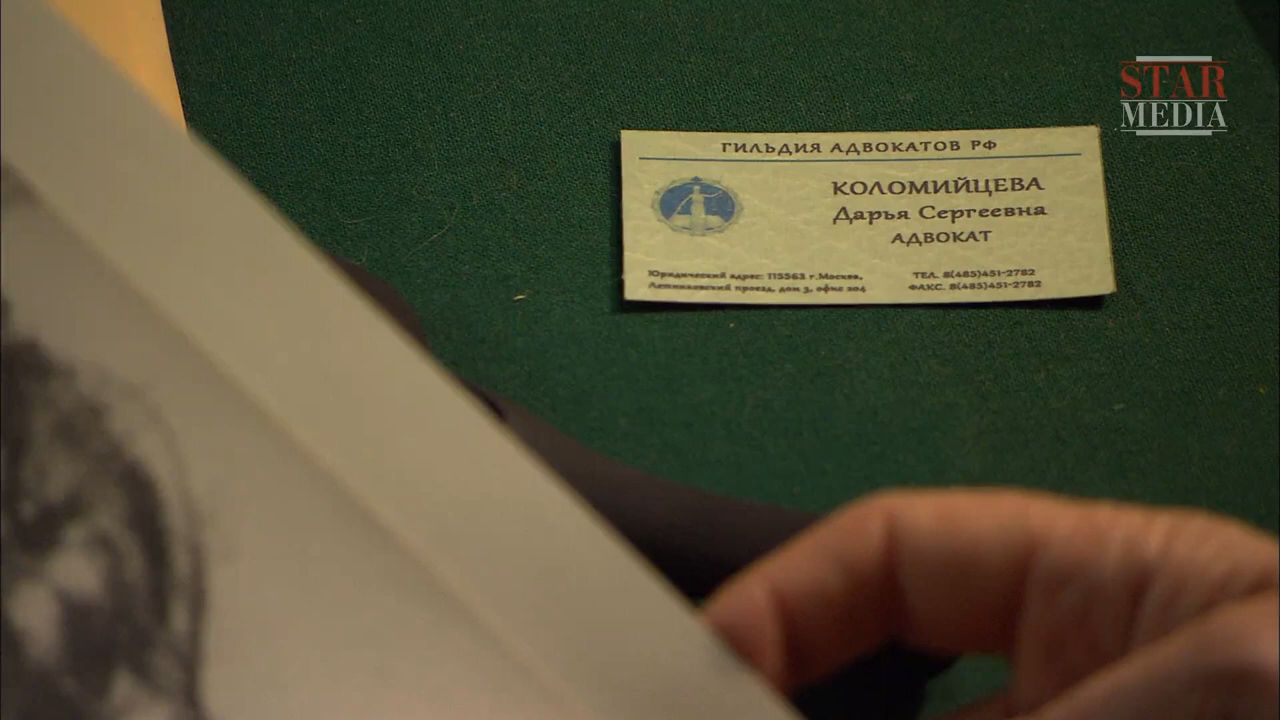 STAR
MEDIA
ГИЛЬДИЯ АДВОКАТОВ РФ
КОЛОМИЙЦЕВА
Дарья Сергеевна
АДВОКАТ
Юридический адрес: 115563 г.Москва,
проезд, дом 3, офис 204
ТЕЛ. 8(485)451-2782
ФАКС. 8(485)451-2782